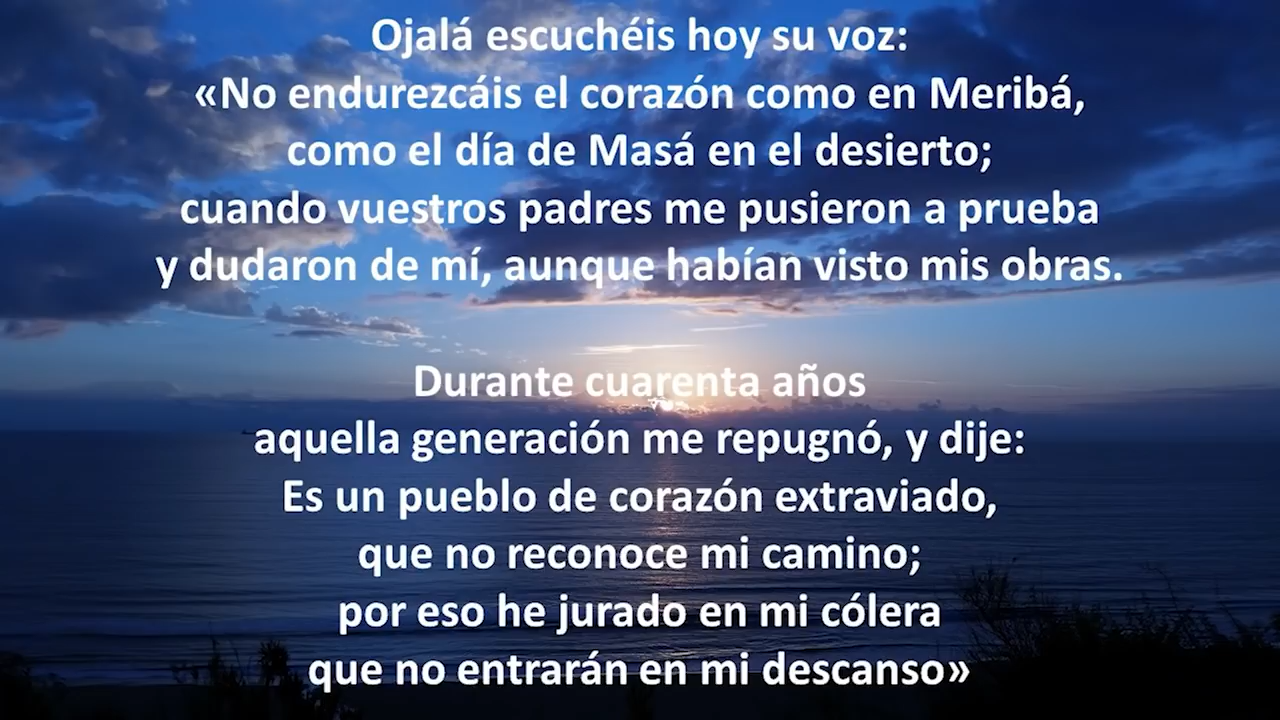 Ojalá escuchéis hoy su voz:
«No endurezcáis el corazón como en Meribá,
como el día de Masá en el desierto;
cuando vuestros padres me pusieron a prueba
y dudaron de mí, aunque habían visto mis obras.
Durante cuarenta años
aquella generación me repugnó, y dije:
Es un pueblo de corazón extraviado,
que no reconoce mi camino;
por eso he jurado en mi cólera
que no entrarán en mi descanso»